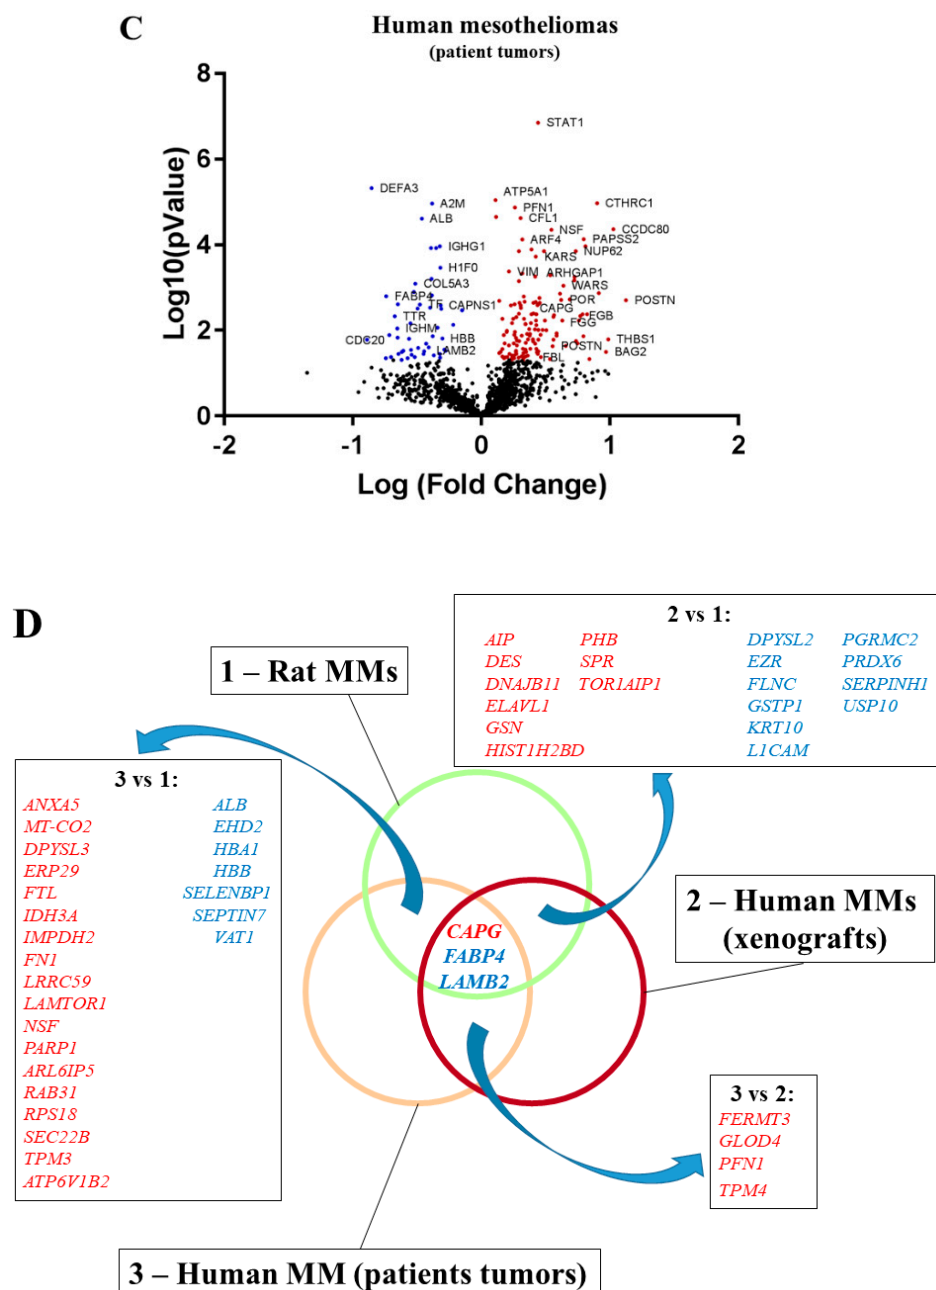 C
Human mesotheliomas
(patient tumors)
Log10(pValue)
8
6
4
2
0
STAT1
DEFA3
A2M
ALB
ATP5A1
PFN1
CFL1
CTHRC1
NSF
CCDC80
IGHG1
ARF4
PAPSS2
KARS
NUP62
H1F0
VIM
ARHGAP1
COL5A3
WARS
FABP4
TF
CAPNS1
CAPG
POR
POSTN
TTR
FGB
IGHM
FGG
CDC20
HBB
LAMB2
POSTN
THBS1
FBL
BAG2
-2
-1
0
1
2
Log (Fold Change)
D
2 vs 1:
AIP PHB DPYSL2 PGRMC2
DES SPR EZR PRDX6
DNAJB11 TOR1AIP1 FLNC SERPINH1
ELAVL1 GSTP1 USP10
GSN KRT10
HIST1H2BD L1CAM
1 – Rat MMs
3 vs 1:
ANXA5 ALB
MT-CO2 EHD2
DPYSL3 HBA1
ERP29 HBB
FTL SELENBP1
IDH3A SEPTIN7
IMPDH2 VAT1
FN1
LRRC59
LAMTOR1
NSF
PARP1
ARL6IP5
RAB31
RPS18
SEC22B
TPM3
ATP6V1B2
CAPG
FABP4
LAMB2
2 – Human MMs
(xenografts)
3 vs 2:
FERMT3
GLOD4
PFN1
TPM4
3 – Human MM (patients tumors)